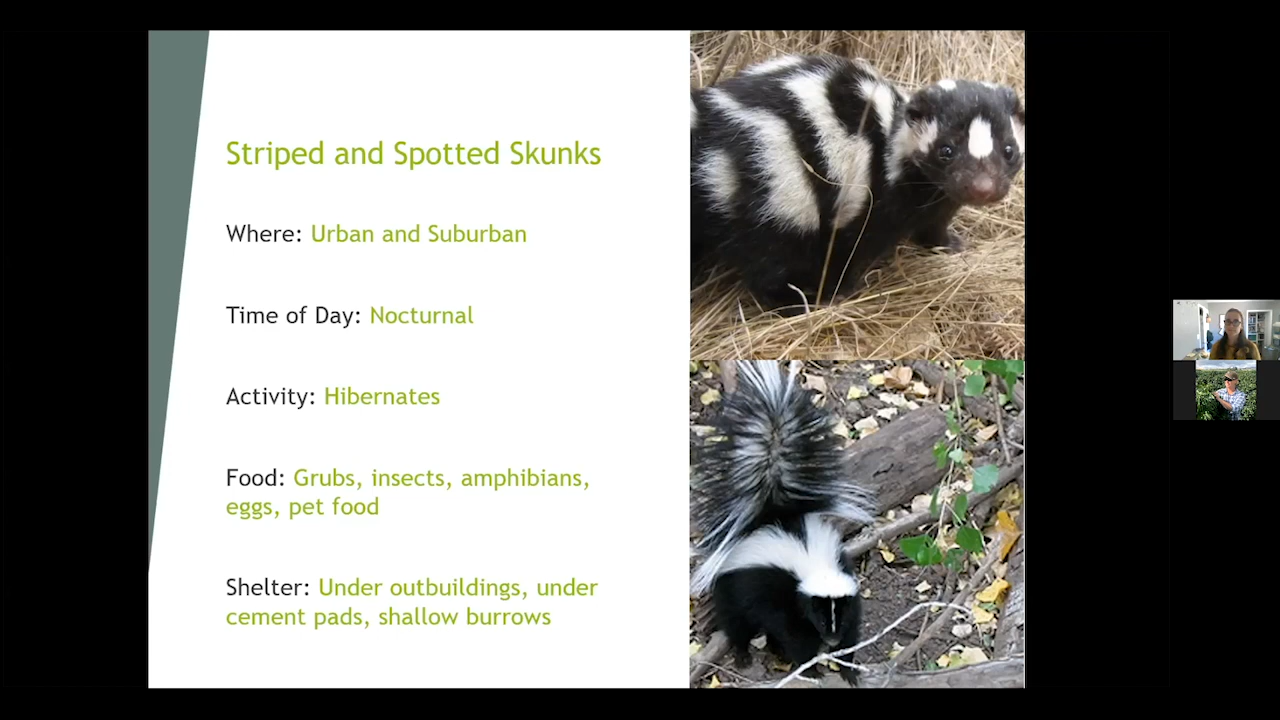 Striped and Spotted Skunks
Where: Urban and Suburban
Time of Day: Nocturnal
Activity: Hibernates
Food: Grubs, insects, amphibians,
eggs, pet food
Shelter: Under outbuildings, under
cement pads, shallow burrows